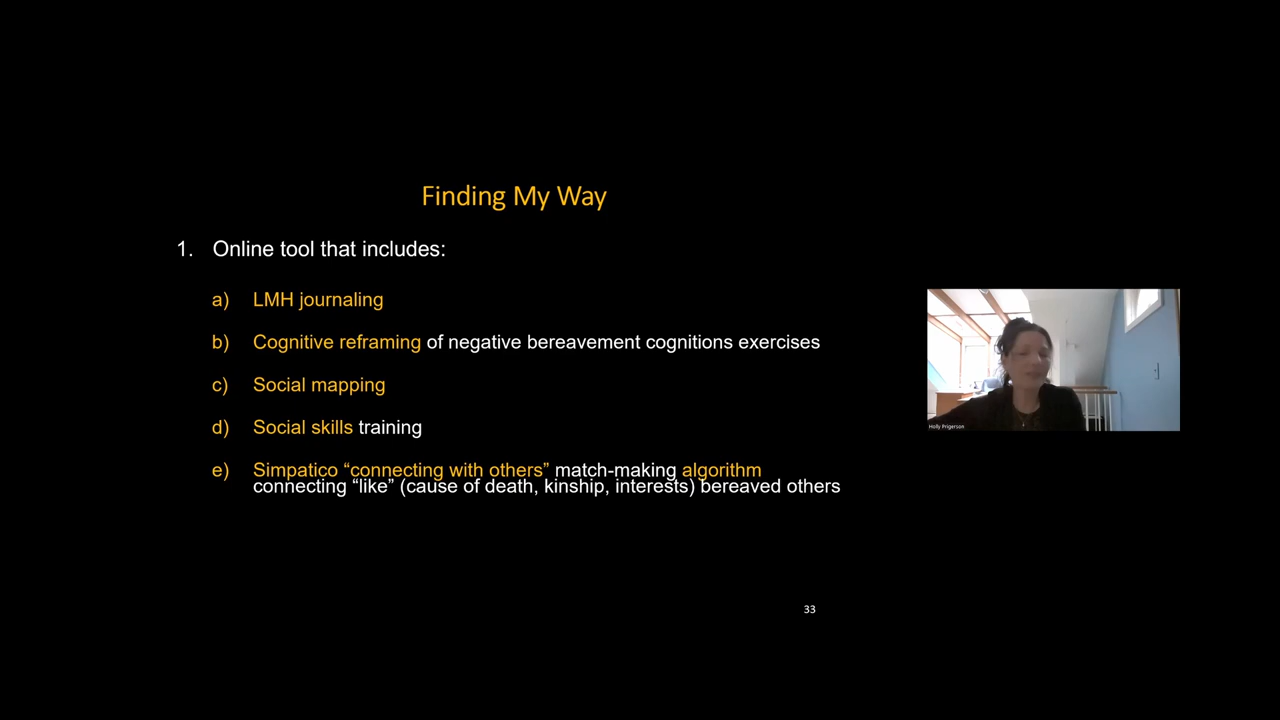 Finding My Way
1. Online tool that includes:
a) LMH journaling
b) Cognitive reframing of negative bereavement cognitions exercises
c) Social mapping
d) Social skills training
e) Simpatico “connecting with others” match-making algorithm
connecting “like” (cause of death, kinship, interests) bereaved others
Holly Prigerson
33